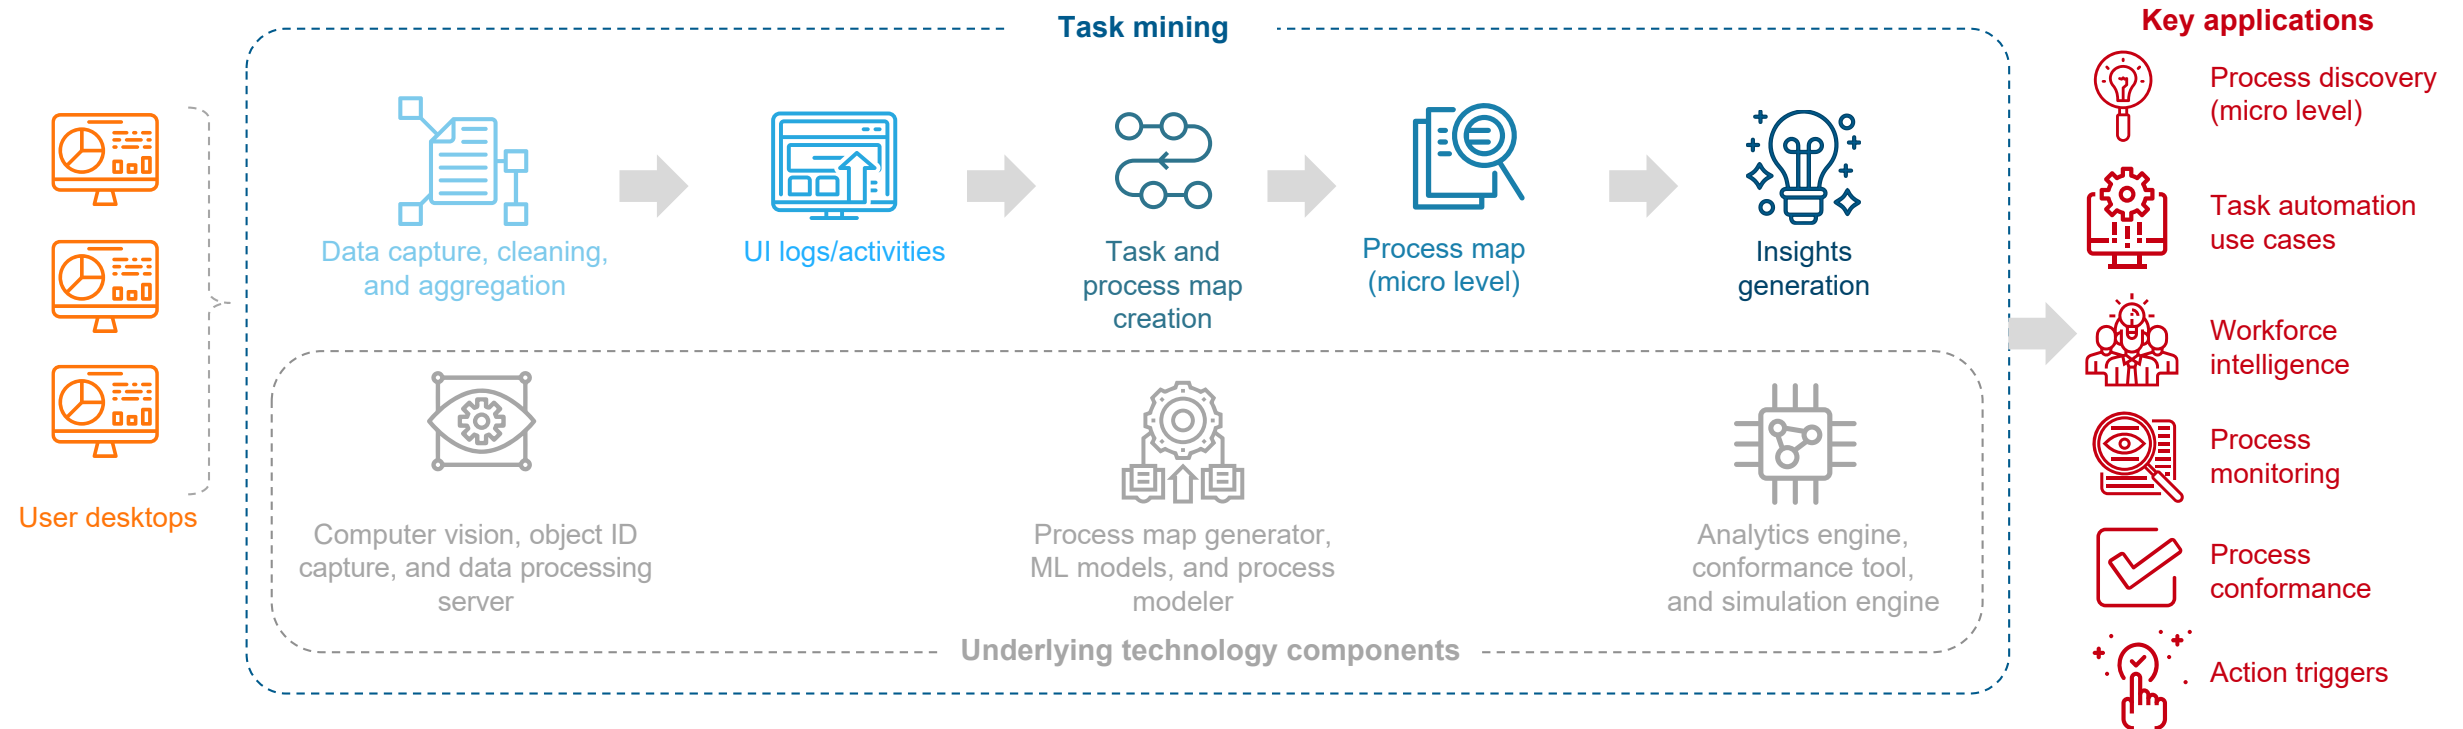 Task mining
Key applications
User desktops
Data capture, cleaning,
and aggregation
UI logs/activities
Task and
process map
creation
Process map
(micro level)
Insights
generation
Computer vision, object ID
capture, and data processing
server
Process map generator,
ML models, and process
modeler
Analytics engine,
conformance tool,
and simulation engine
Underlying technology components
Process discovery
(micro level)
Task automation
use cases
Workforce
intelligence
Process
monitoring
Process
conformance
Action triggers